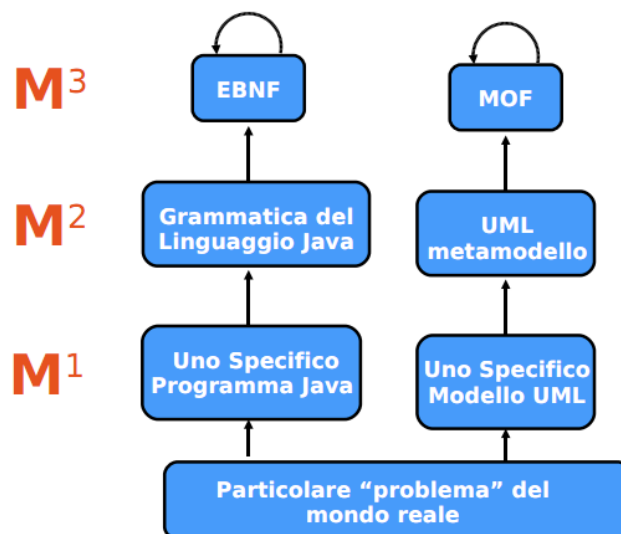 M3
EBNF
MOF
M2
Grammatica del
Linguaggio Java
UML
metamodello
M1
Uno Specifico
Programma Java
Uno Specifico
Modello UML
Particolare “problema” del
mondo reale